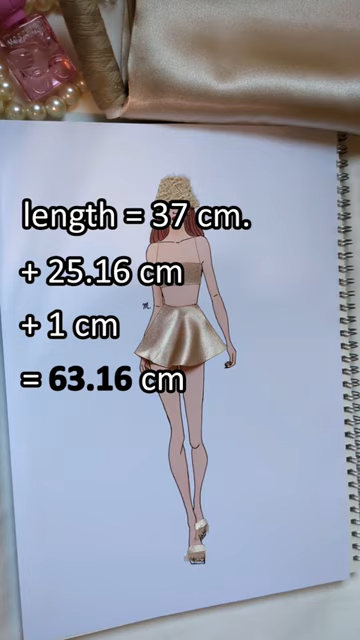 length = 37 cm.
+ 25.16 cm
+ 1 cm
= 63.16 cm